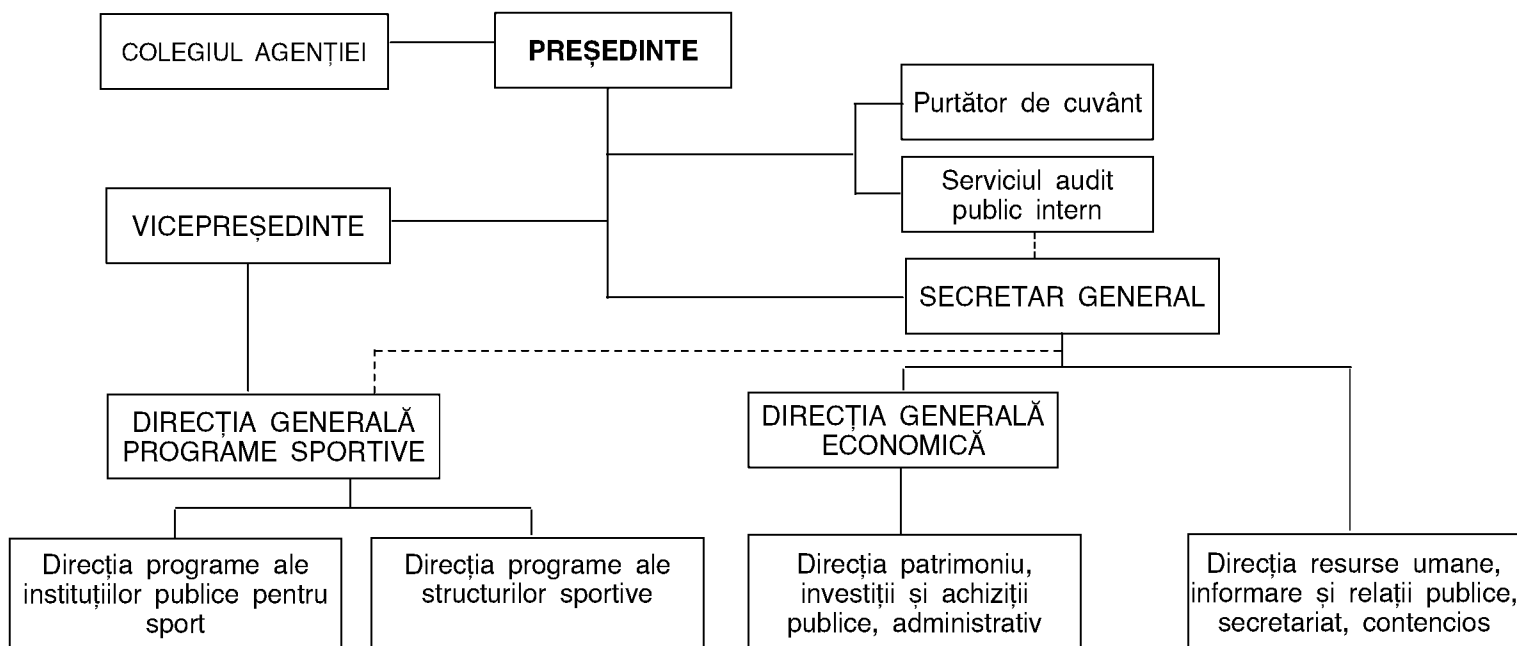 COLEGIUL AGENȚIEI
PREȘEDINTE
Purtător de cuvânt
Serviciul audit
public intern
VICEPREȘEDINTE
SECRETAR GENERAL
DIRECȚIA GENERALĂ
PROGRAME SPORTIVE
DIRECȚIA GENERALĂ
ECONOMICĂ
Direcția programe ale
instituțiilor publice pentru
sport
Direcția programe ale
structurilor sportive
Direcția patrimoniu,
investiții și achiziții
publice, administrativ
Direcția resurse umane,
informare și relații publice,
secretariat, contencios